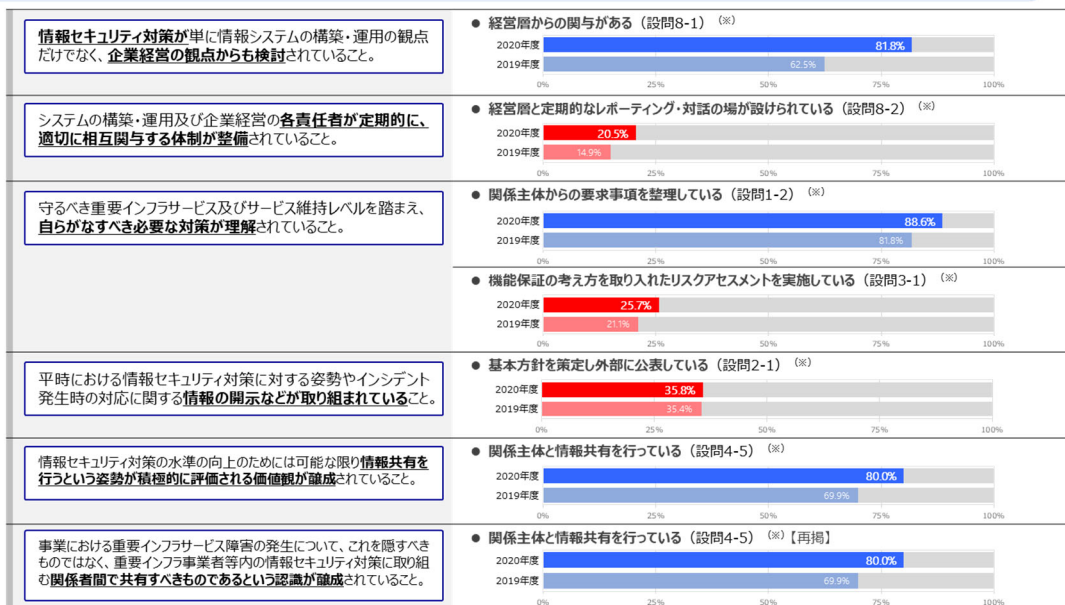 情報セキュリティ対策が単に情報システムの構築・運用の観点
だけでなく、企業経営の観点からも検討されていること。
● 経営層からの関与がある（設問8-1）（※）
2020年度 81.8%
2019年度 62.5%
0% 25% 50% 75% 100%
システムの構築・運用及び企業経営の各責任者が定期的に、
適切に相互関与する体制が整備されていること。
● 経営層と定期的なレポーティング・対話の場が設けられている（設問8-2）（※）
2020年度 20.5%
2019年度 14.9%
0% 25% 50% 75% 100%
守るべき重要インフラサービス及びサービス維持レベルを踏まえ、
自らがなすべき必要な対策が理解されていること。
● 関係主体からの要求事項を整理している（設問1-2）（※）
2020年度 88.6%
2019年度 81.8%
0% 25% 50% 75% 100%
● 機能保証の考え方を取り入れたリスクアセスメントを実施している（設問3-1）（※）
2020年度 25.7%
2019年度 21.1%
0% 25% 50% 75% 100%
平時における情報セキュリティ対策に対する姿勢やインシデント
発生時の対応に関する情報の開示などが取り組まれていること。
● 基本方針を策定し外部に公表している（設問2-1）（※）
2020年度 35.8%
2019年度 35.4%
0% 25% 50% 75% 100%
情報セキュリティ対策の水準の向上のためには可能な限り情報共有を
行うという姿勢が積極的に評価される価値観が醸成されていること。
● 関係主体と情報共有を行っている（設問4-5）（※）
2020年度 80.0%
2019年度 69.9%
0% 25% 50% 75% 100%
事業における重要インフラサービス障害の発生について、これを隠すべき
ものではなく、重要インフラ事業者等内の情報セキュリティ対策に取り組
む関係者間で共有すべきものであるという認識が醸成されていること。
● 関係主体と情報共有を行っている（設問4-5）（※）【再掲】
2020年度 80.0%
2019年度 69.9%
0% 25% 50% 75% 100%